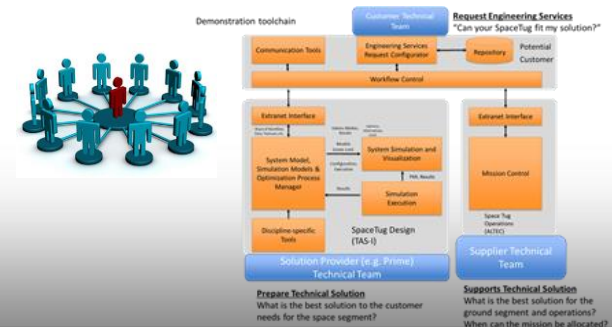 Demonstration toolchain
Customer Technical
Team
Request Engineering Services
"Can your SpaceTug fit my solution?"
Communication Tools
Engineering Services
Request Configurator
Repository
Potential
Customer
Workflow Control
Extranet Interface
Extranet Interface
System Model,
Simulation Models &
Optimization Process
Manager
System Simulation and
Visualization
Results
Simulation
Execution
Mission Control
Discipline-specific
Tools
SpaceTug Design
(TAS-I)
Space Tug
Operations
(ALTEC)
Solution Provider (e.g. Prime)
Technical Team
Supplier Technical
Team
Prepare Technical Solution
What is the best solution to the customer
needs for the space segment?
Supports Technical Solution
What is the best solution for the
ground segment and operations?
When can the mission be allocated?